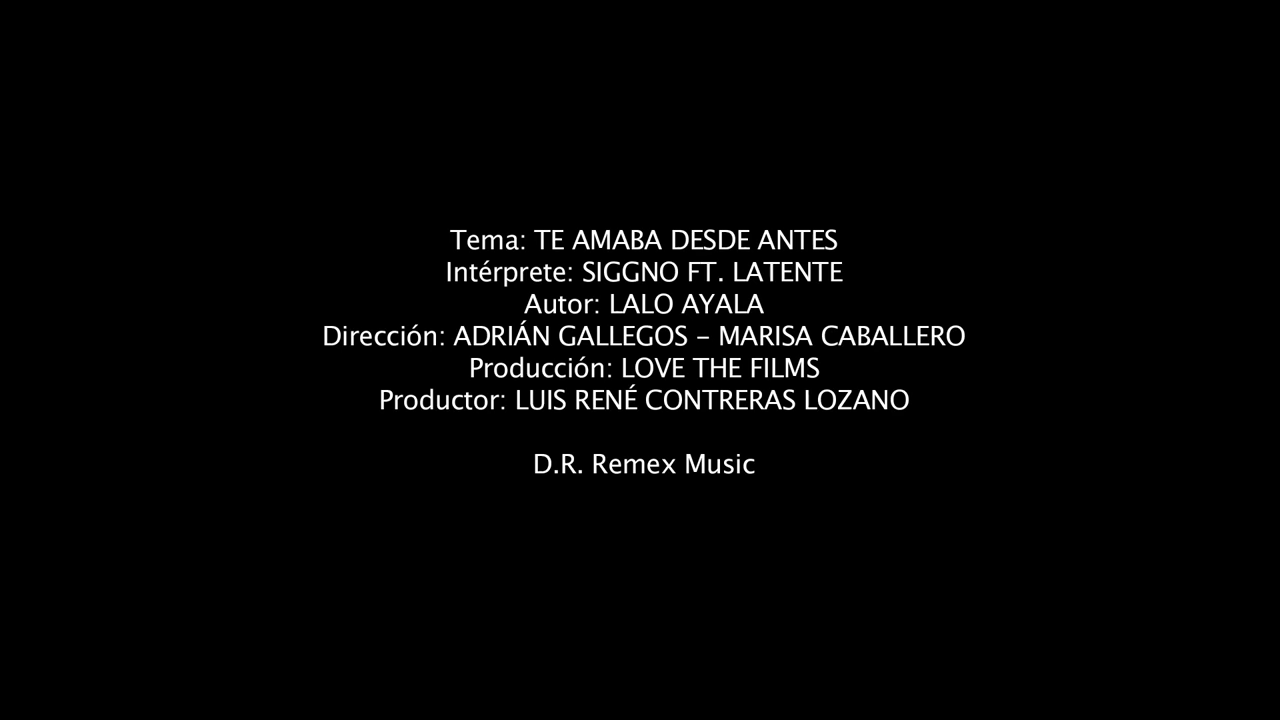 Tema: TE AMABA DESDE ANTES
Intérprete: SIGGNO FT. LATENTE
Autor: LALO AYALA
Dirección: ADRIÁN GALLEGOS – MARISA CABALLERO
Producción: LOVE THE FILMS
Productor: LUIS RENÉ CONTRERAS LOZANO
D.R. Remex Music